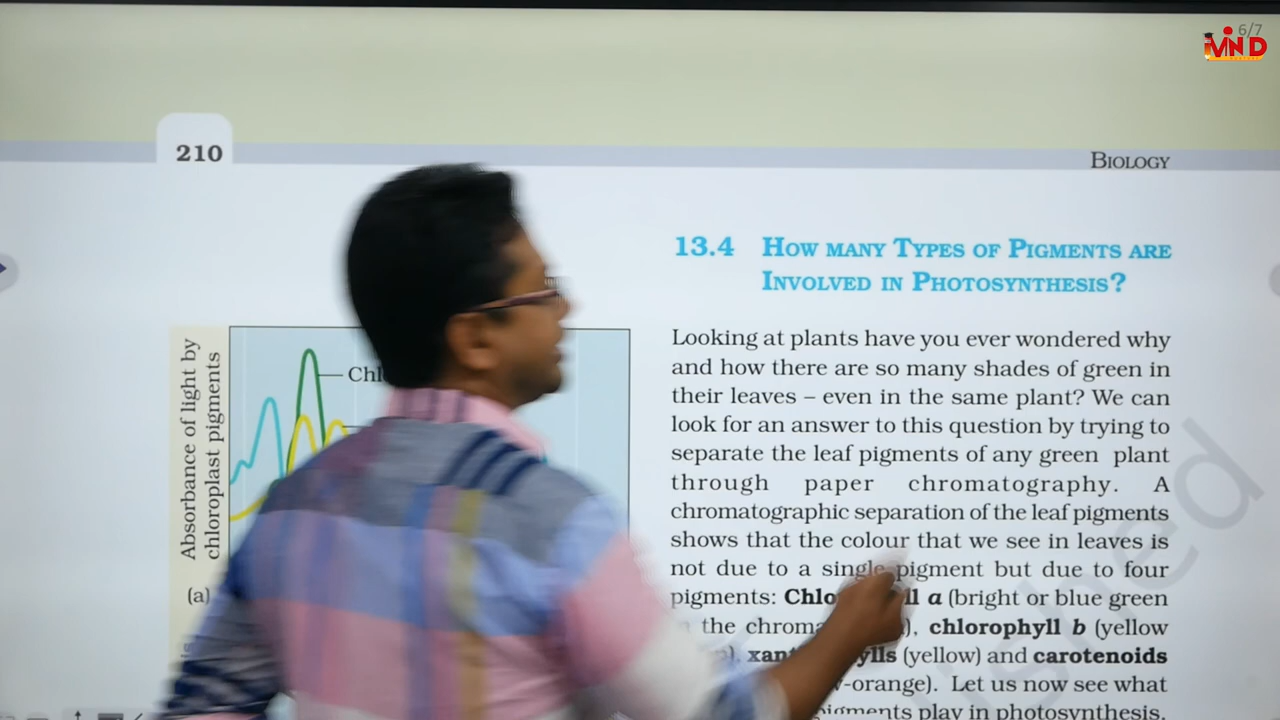 6/7
MIND
210
BIOLOGY
13.4 HOW MANY TYPES OF PIGMENTS ARE
INVOLVED IN PHOTOSYNTHESIS?
Absorbance of light by
chloroplast pigments
Chl
(a)
Looking at plants have you ever wondered why
and how there are so many shades of green in
their leaves – even in the same plant? We can
look for an answer to this question by trying to
separate the leaf pigments of any green plant
through paper chromatography. A
chromatographic separation of the leaf pigments
shows that the colour that we see in leaves is
not due to a single pigment but due to four
pigments: Chlo ll a (bright or blue green
the chroma ), chlorophyll b (yellow
), xan ylls (yellow) and carotenoids
-orange). Let us now see what
igments play in photosynthesis.